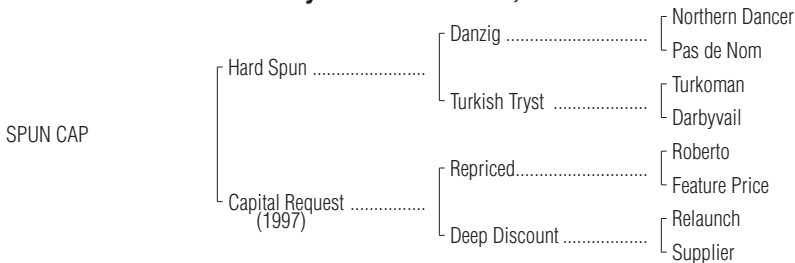 Northern Dancer
Danzig ..............................
Pas de Nom
Hard Spun ........................
Turkoman
Turkish Tryst ....................
Darbyvail
SPUN CAP
Roberto
Repriced............................
Feature Price
Capital Request ................
(1997)
Relaunch
Deep Discount ..................
Supplier